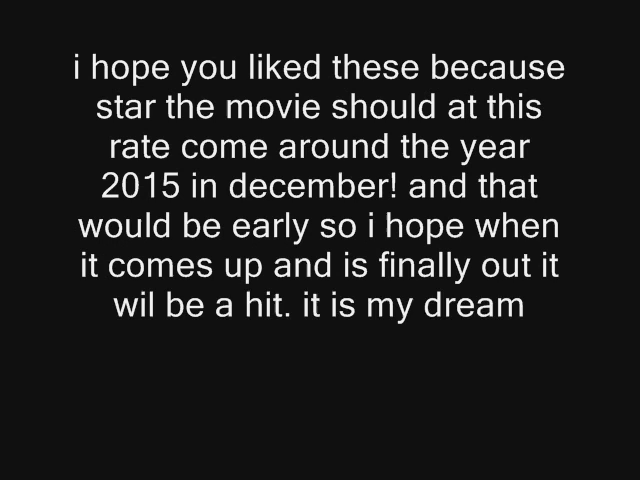 i hope you liked these because
star the movie should at this
rate come around the year
2015 in december! and that
would be early so i hope when
it comes up and is finally out it
wil be a hit. it is my dream